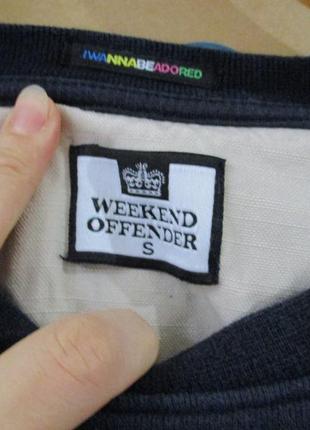 IWANNABEADORED
WEEKEND
OFFENDER
S